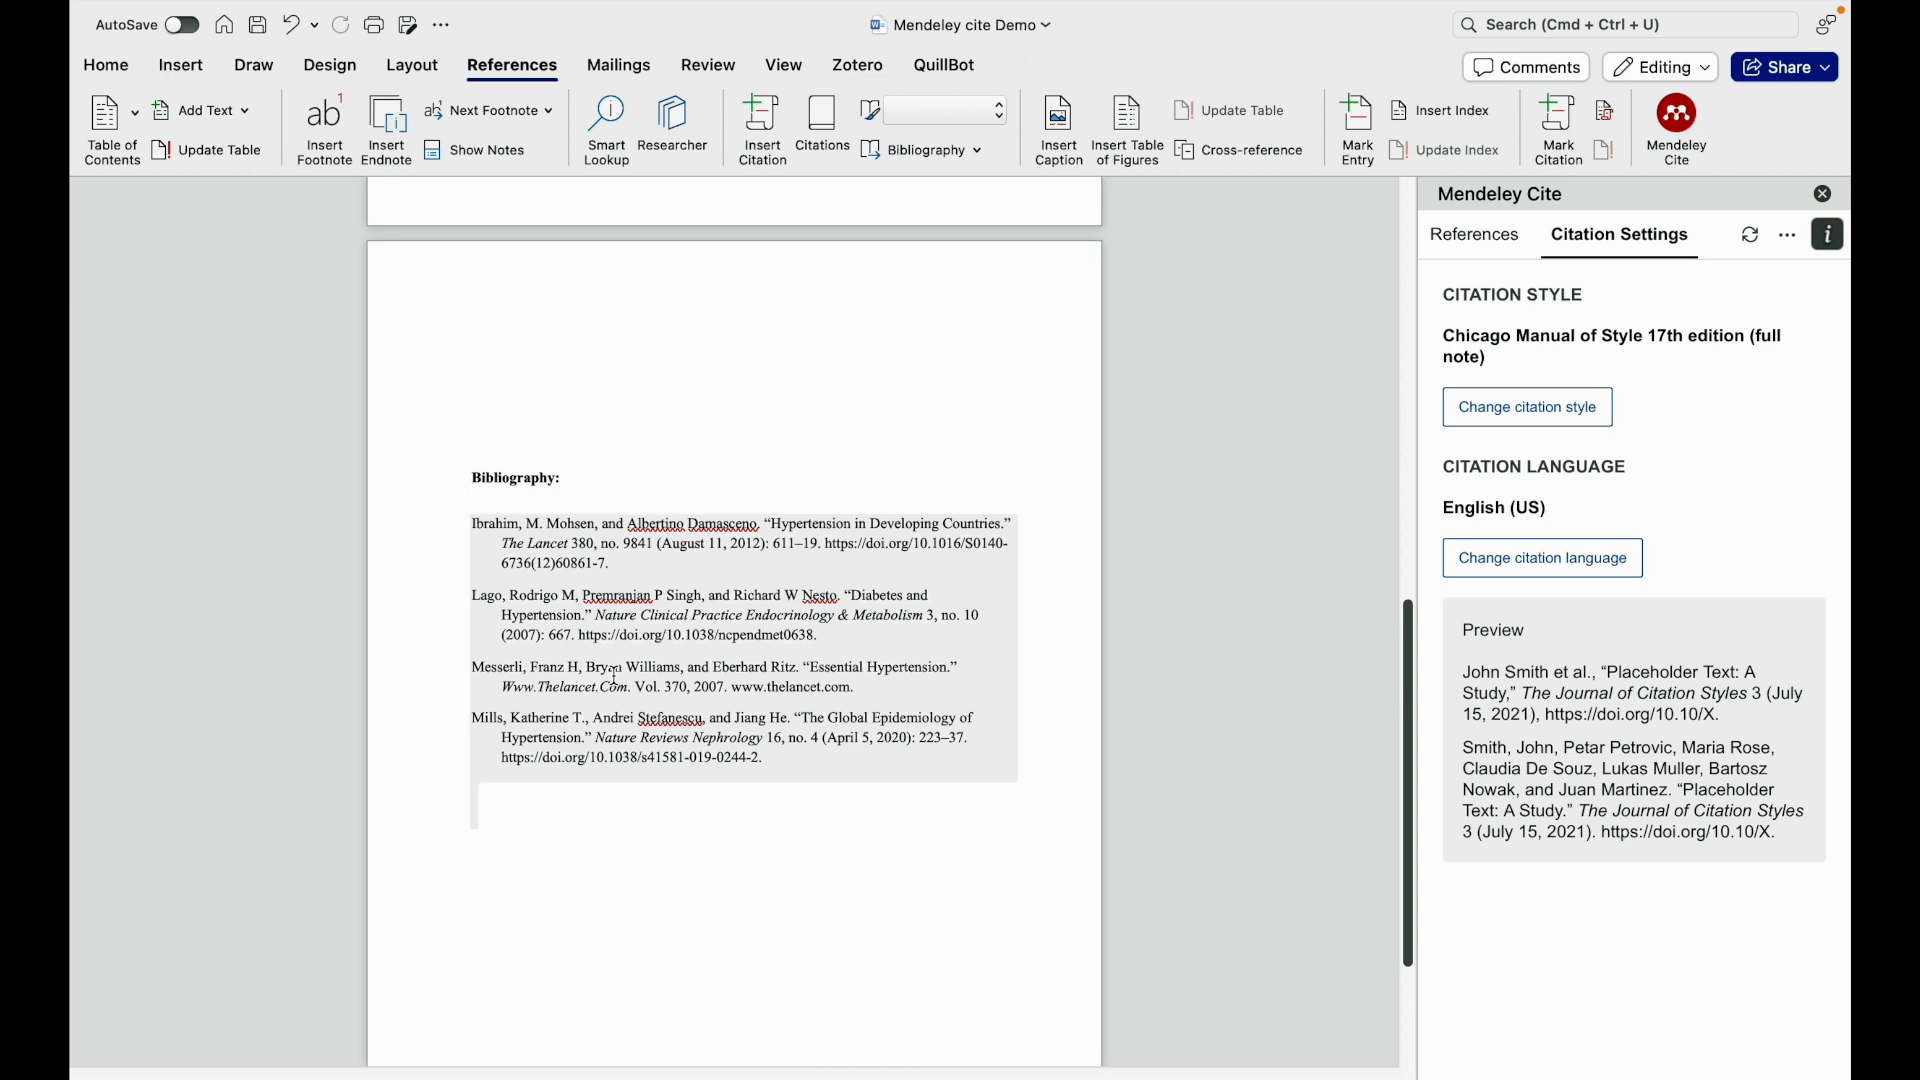 AutoSave
Mendeley cite Demo
Search (Cmd + Ctrl + U)
Home Insert Draw Design Layout References Mailings Review View Zotero QuillBot
Comments Editing Share
Table of Contents
Add Text
Update Table
ab 1
Insert Footnote
Insert Endnote
ab Next Footnote
Show Notes
Smart Lookup
Researcher
Insert Citation
Citations
Bibliography
Insert Caption
Insert Table of Figures
Update Table
Cross-reference
Mark Entry
Insert Index
Update Index
Mark Citation
Mendeley Cite
Bibliography:
Ibrahim, M. Mohsen, and Albertino Damasceno. “Hypertension in Developing Countries.”
The Lancet 380, no. 9841 (August 11, 2012): 611–19. https://doi.org/10.1016/S0140-
6736(12)60861-7.
Lago, Rodrigo M, Premranjan P Singh, and Richard W Nesto. “Diabetes and
Hypertension.” Nature Clinical Practice Endocrinology & Metabolism 3, no. 10
(2007): 667. https://doi.org/10.1038/ncpendmet0638.
Messerli, Franz H, Bryan Williams, and Eberhard Ritz. “Essential Hypertension.”
Www.Thelancet.Com. Vol. 370, 2007. www.thelancet.com.
Mills, Katherine T., Andrei Stefanescu, and Jiang He. “The Global Epidemiology of
Hypertension.” Nature Reviews Nephrology 16, no. 4 (April 5, 2020): 223–37.
https://doi.org/10.1038/s41581-019-0244-2.
Mendeley Cite
References Citation Settings
i
CITATION STYLE
Chicago Manual of Style 17th edition (full
note)
Change citation style
CITATION LANGUAGE
English (US)
Change citation language
Preview
John Smith et al., “Placeholder Text: A
Study,” The Journal of Citation Styles 3 (July
15, 2021), https://doi.org/10.10/X.
Smith, John, Petar Petrovic, Maria Rose,
Claudia De Souz, Lukas Muller, Bartosz
Nowak, and Juan Martinez. “Placeholder
Text: A Study.” The Journal of Citation Styles
3 (July 15, 2021). https://doi.org/10.10/X.